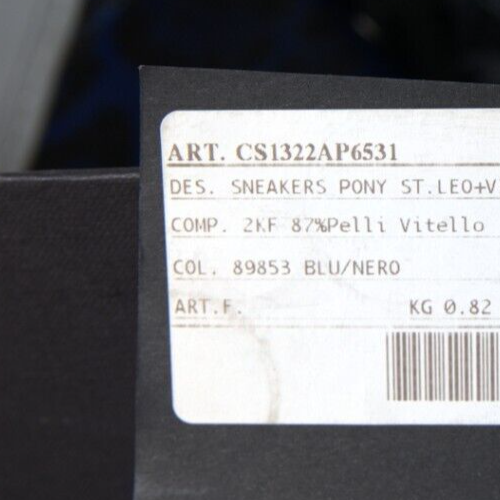 ART. CS1322AP6531
DES. SNEAKERS PONY ST.LEO+V
COMP. 2KF 87%Pelli Vitello
COL. 89853 BLU/NERO
ART.F.
KG 0.82